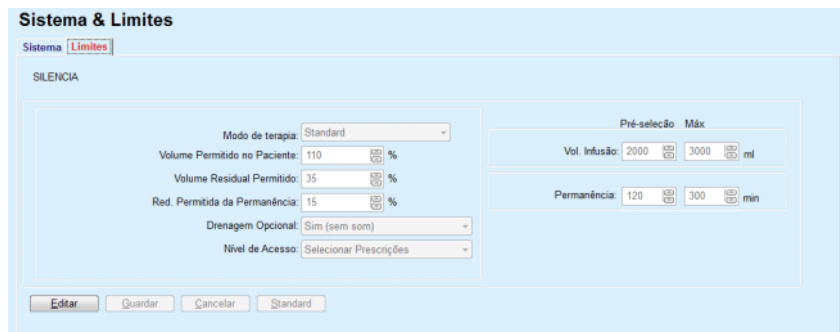 Sistema & Limites
Sistema Limites
SILENCIA
Modo de terapia: Standard
Volume Permitido no Paciente: 110 %
Volume Residual Permitido: 35 %
Red. Permitida da Permanência: 15 %
Drenagem Opcional: Sim (sem som)
Nível de Acesso: Selecionar Prescrições
Pré-seleção Máx
Vol. Infusão: 2000 3000 ml
Permanência: 120 300 min
Editar Guardar Cancelar Standard